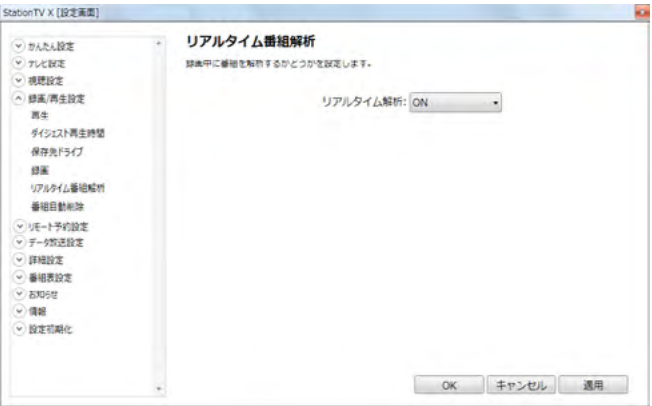 StationTV X [設定画面]
かんたん設定
テレビ設定
視聴設定
録画/再生設定
再生
ダイジェスト再生時間
保存先ドライブ
録画
リアルタイム番組解析
番組自動削除
リモート予約設定
データ放送設定
詳細設定
番組表設定
お知らせ
情報
設定初期化
リアルタイム番組解析
録画中に番組を解析するかどうかを設定します。
リアルタイム解析: ON
OK キャンセル 適用